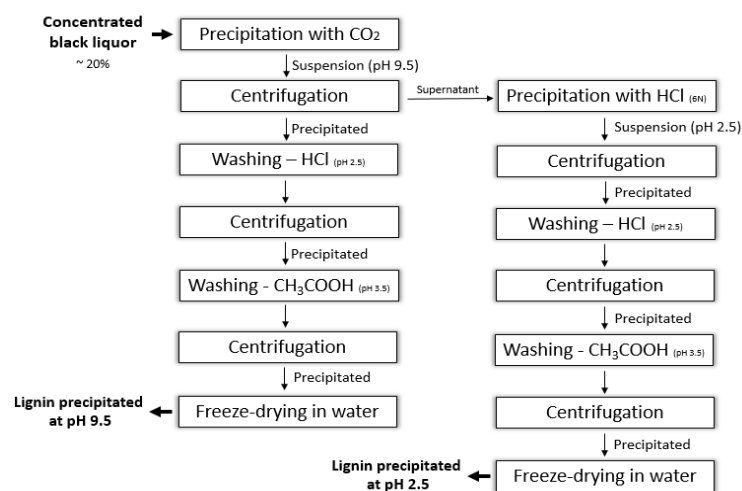 Concentrated
black liquor
~ 20%
Precipitation with CO2
Suspension (pH 9.5)
Centrifugation
Precipitated
Washing – HCl (pH 2.5)
Centrifugation
Precipitated
Washing - CH₃COOH (pH 3.5)
Centrifugation
Precipitated
Freeze-drying in water
Lignin precipitated
at pH 9.5
Supernatant
Precipitation with HCl (6N)
Suspension (pH 2.5)
Centrifugation
Precipitated
Washing – HCl (pH 2.5)
Centrifugation
Precipitated
Washing - CH₃COOH (pH 3.5)
Centrifugation
Precipitated
Freeze-drying in water
Lignin precipitated
at pH 2.5